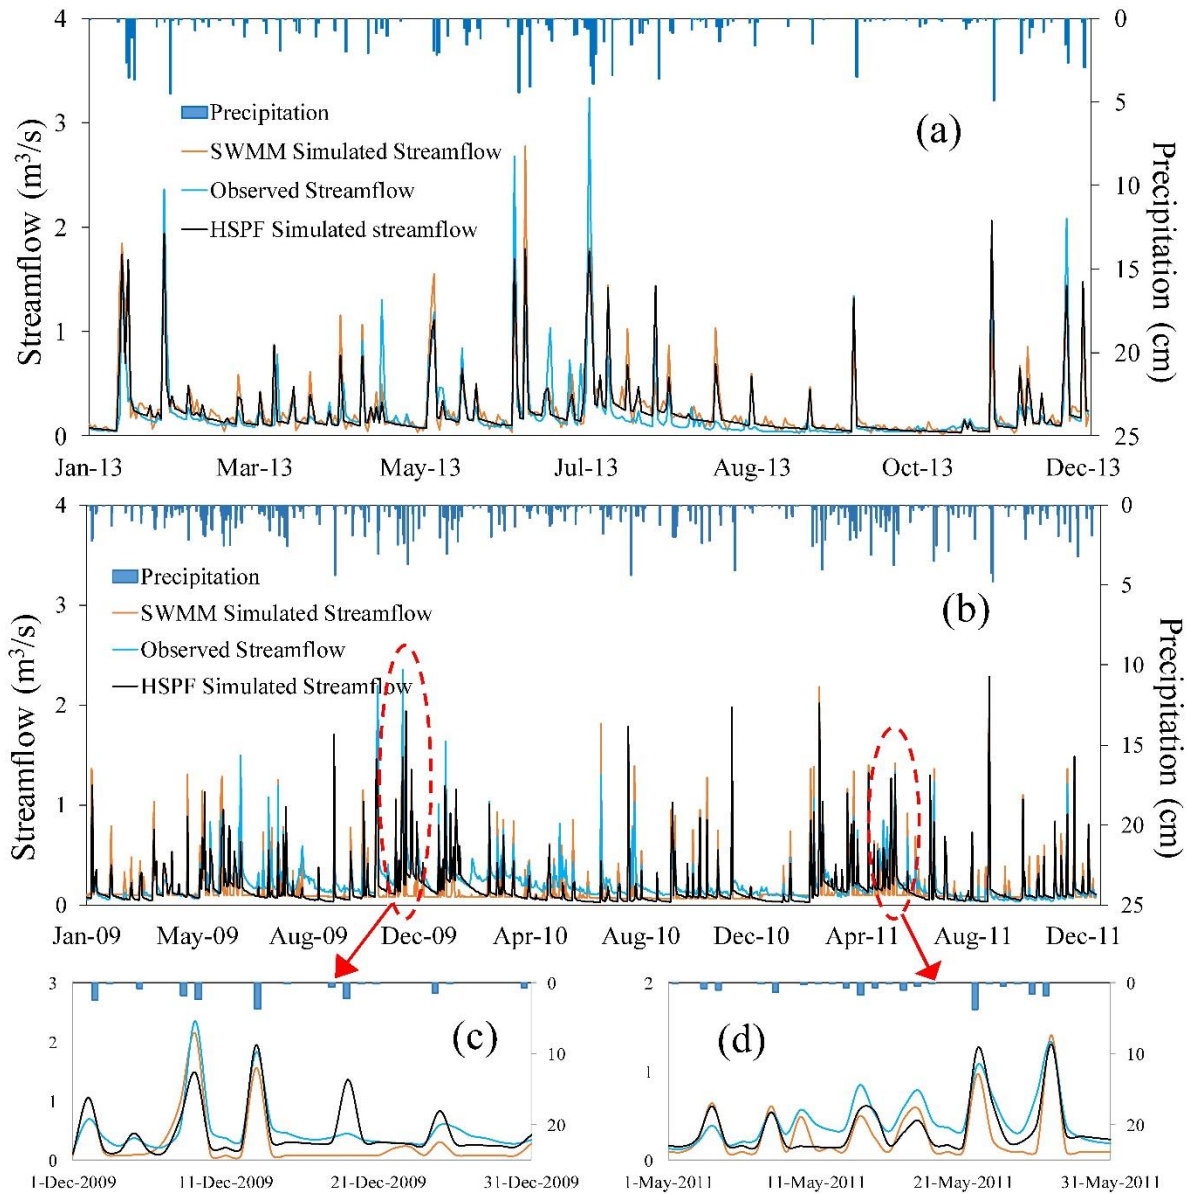 4
0
3
5
2
10
1
15
0
20
25
Streamflow (m³/s)
Precipitation (cm)
Precipitation
SWMM Simulated Streamflow
Observed Streamflow
HSPF Simulated streamflow
(a)
Jan-13 Mar-13 May-13 Jul-13 Aug-13 Oct-13 Dec-13
4
0
3
5
2
10
1
15
0
20
25
Streamflow (m³/s)
Precipitation (cm)
Precipitation
SWMM Simulated Streamflow
Observed Streamflow
HSPF Simulated Streamflow
(b)
Jan-09 May-09 Aug-09 Dec-09 Apr-10 Aug-10 Dec-10 Apr-11 Aug-11 Dec-11
3
2
1
0
0
10
20
(c)
1-Dec-2009 11-Dec-2009 21-Dec-2009 31-Dec-2009
2
1
0
0
10
20
(d)
1-May-2011 11-May-2011 21-May-2011 31-May-2011